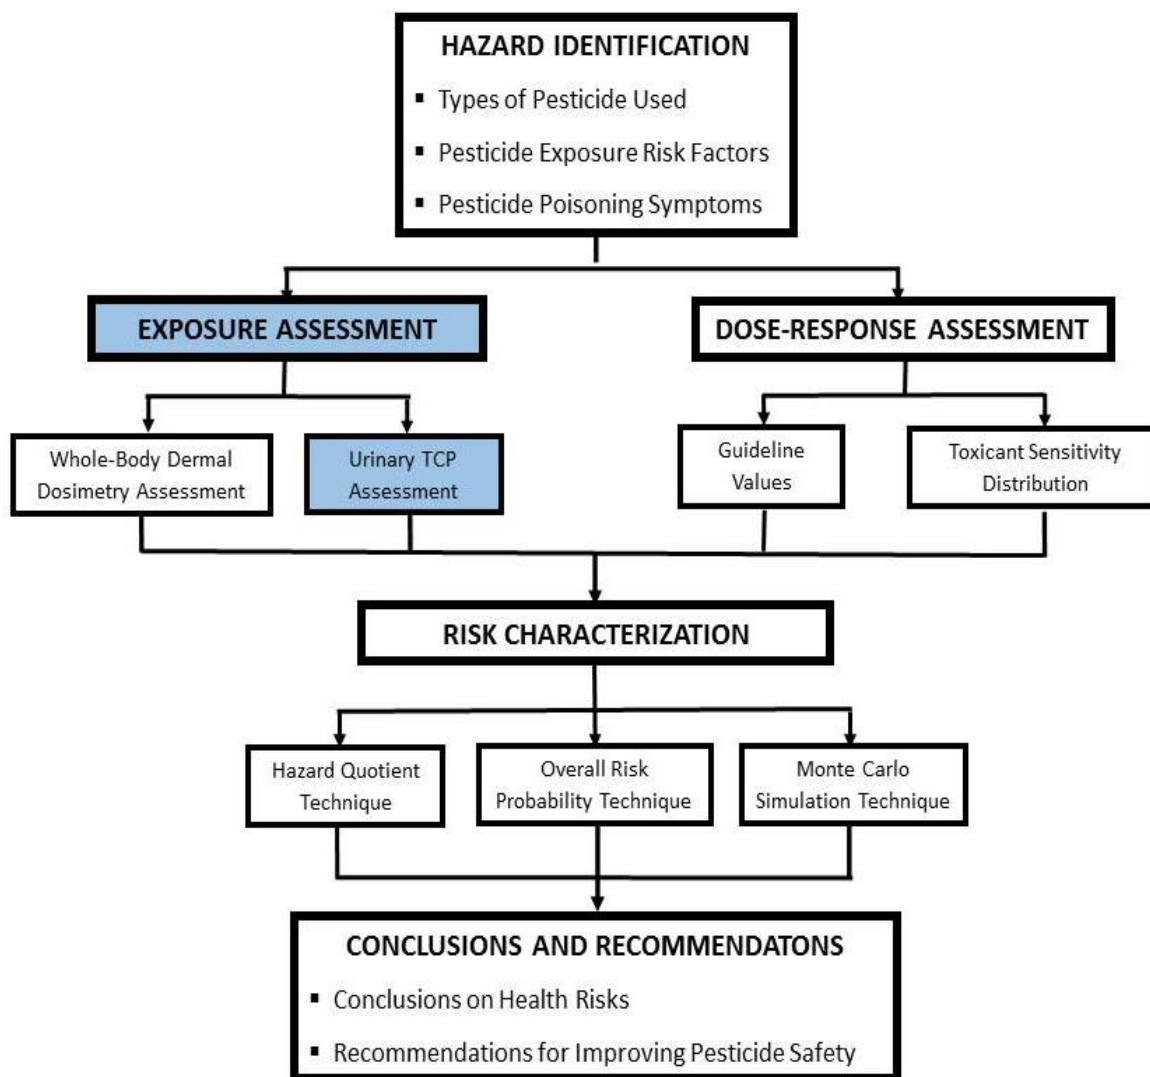 HAZARD IDENTIFICATION
▪ Types of Pesticide Used
▪ Pesticide Exposure Risk Factors
▪ Pesticide Poisoning Symptoms
EXPOSURE ASSESSMENT
DOSE-RESPONSE ASSESSMENT
Whole-Body Dermal
Dosimetry Assessment
Urinary TCP
Assessment
Guideline
Values
Toxicant Sensitivity
Distribution
RISK CHARACTERIZATION
Hazard Quotient
Technique
Overall Risk
Probability Technique
Monte Carlo
Simulation Technique
CONCLUSIONS AND RECOMMENDATONS
▪ Conclusions on Health Risks
▪ Recommendations for Improving Pesticide Safety